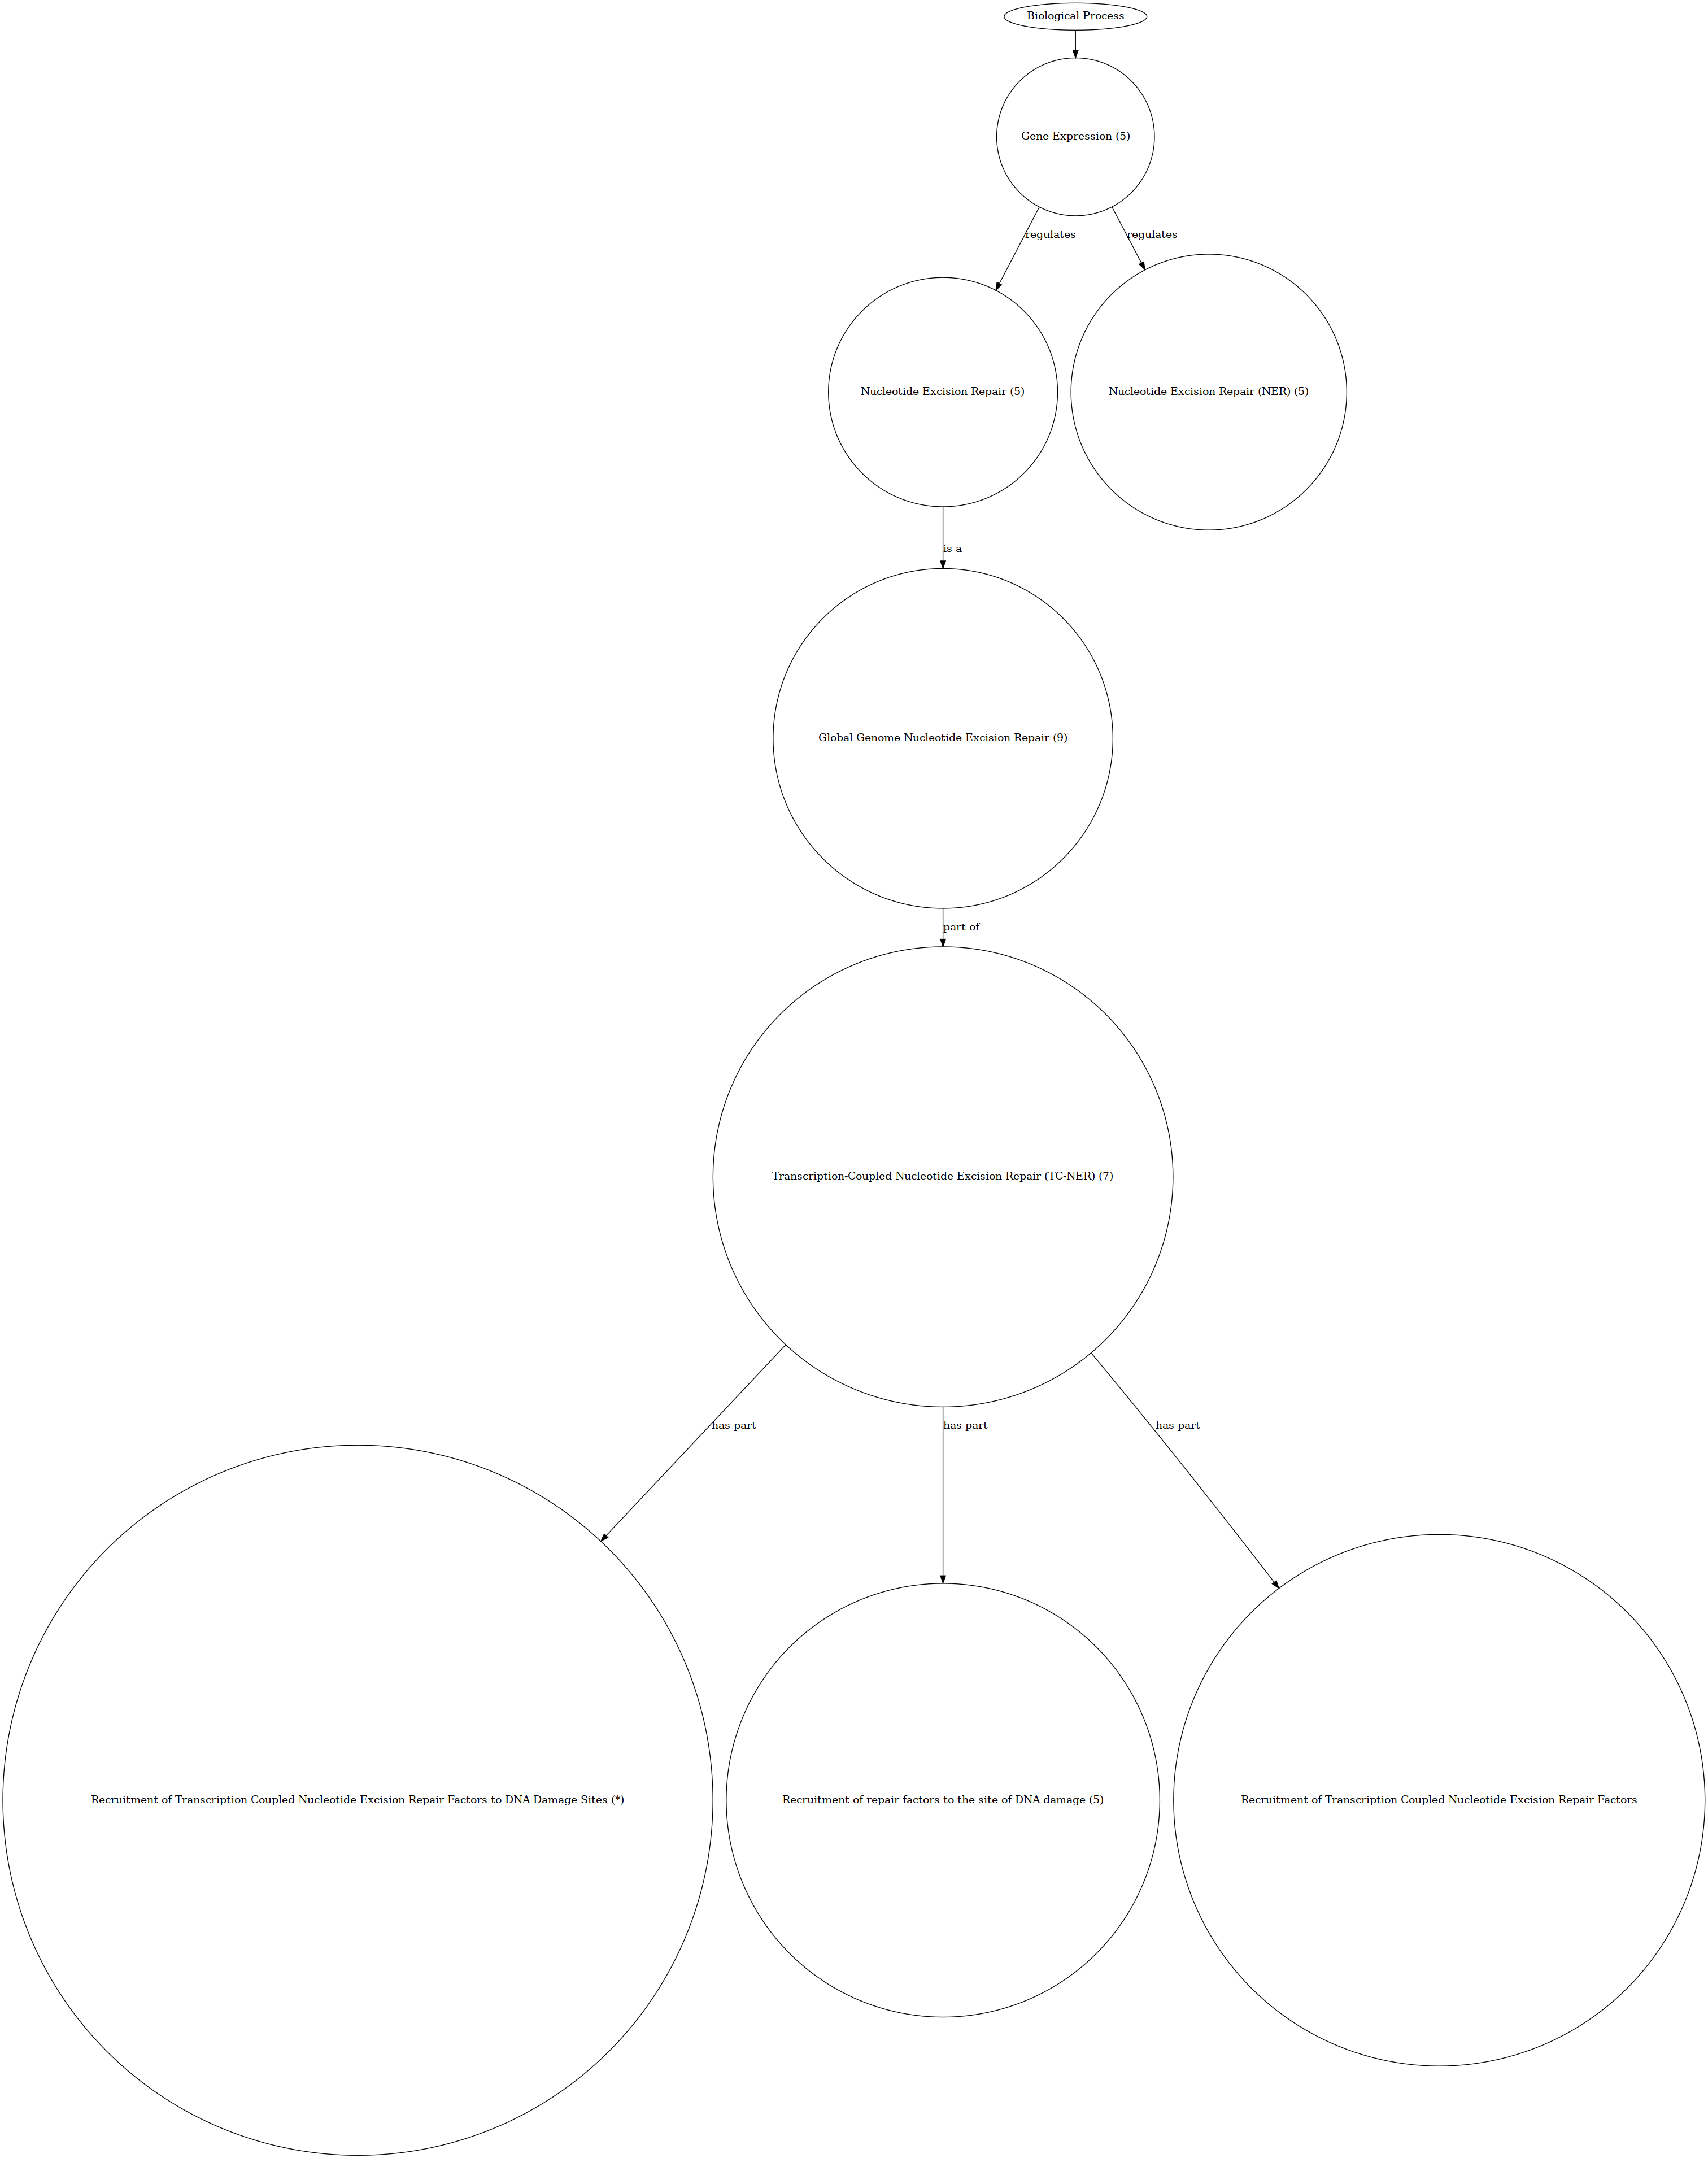 Biological Process
Gene Expression (5)
regulates
regulates
Nucleotide Excision Repair (5)
Nucleotide Excision Repair (NER) (5)
is a
Global Genome Nucleotide Excision Repair (9)
part of
Transcription-Coupled Nucleotide Excision Repair (TC-NER) (7)
has part
has part
has part
Recruitment of Transcription-Coupled Nucleotide Excision Repair Factors to DNA Damage Sites (*)
Recruitment of repair factors to the site of DNA damage (5)
Recruitment of Transcription-Coupled Nucleotide Excision Repair Factors